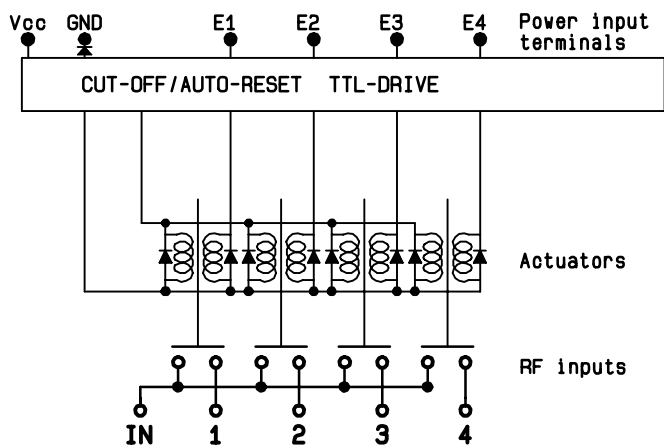 Vcc GND E1 E2 E3 E4 Power input
terminals
CUT-OFF/AUTO-RESET TTL-DRIVE
Actuators
RF inputs
IN 1 2 3 4